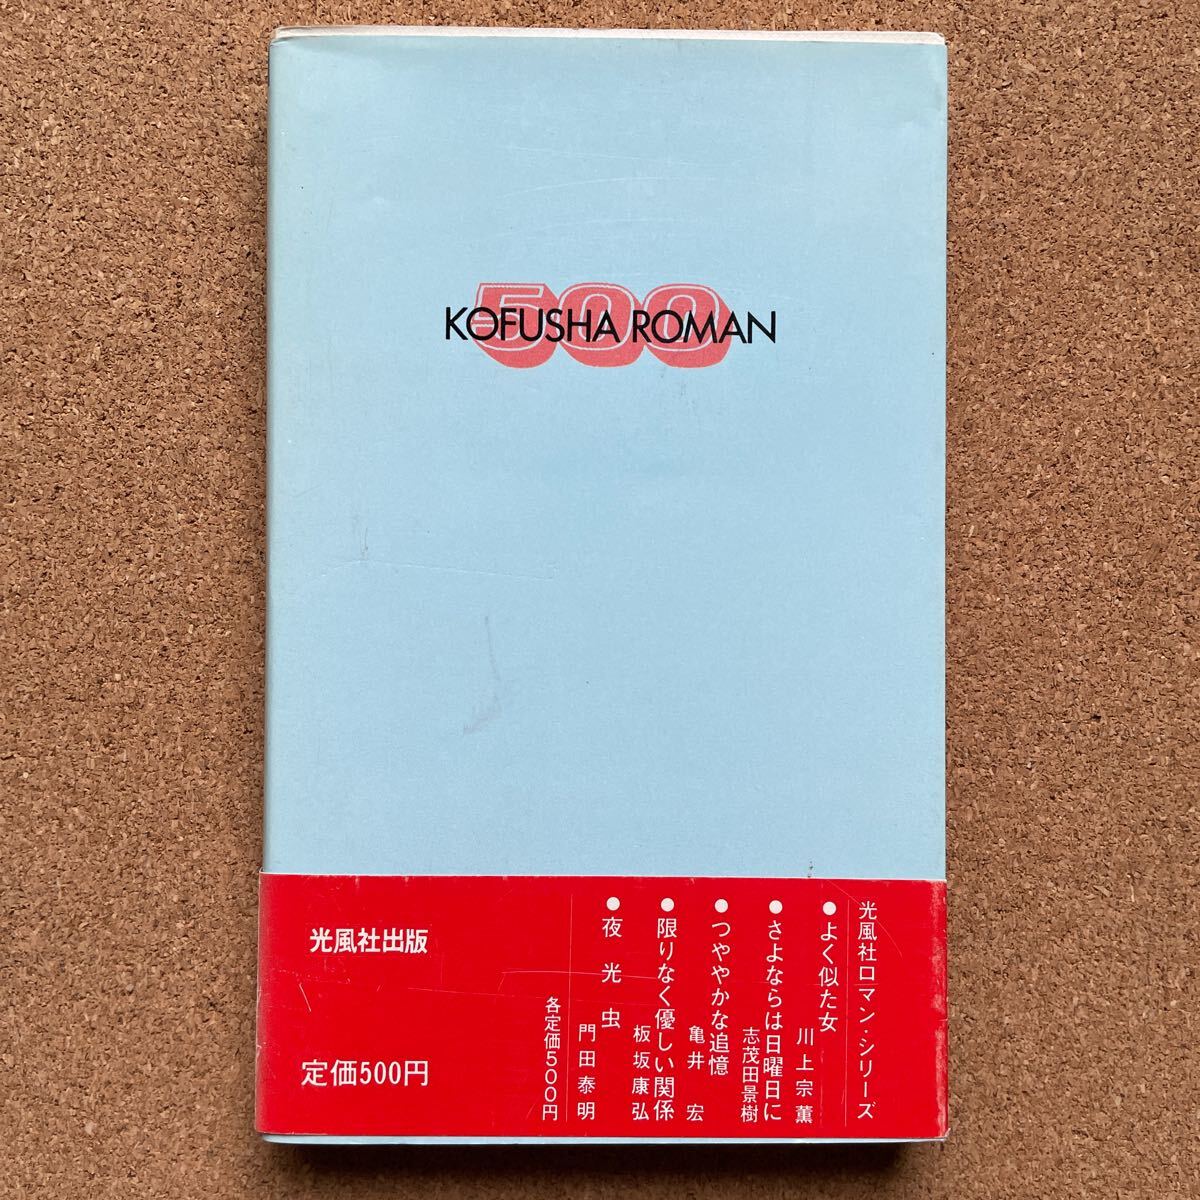 500
KOFUSHA ROMAN
光風社ロマン・シリーズ
●よく似た女
川上宗薫
●さよならは日曜日に
志茂田景樹
●つややかな追憶
亀井 宏
●限りなく優しい関係
板坂康弘
●夜光虫
門田泰明
各定価500円
光風社出版
定価500円